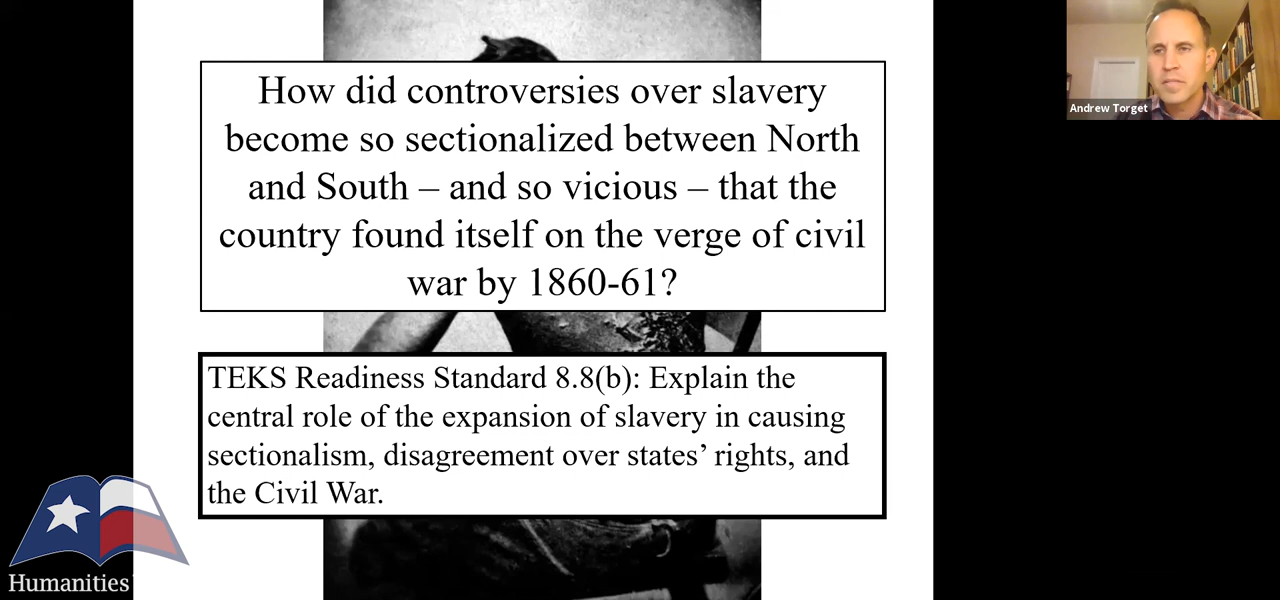 How did controversies over slavery
become so sectionalized between North
and South – and so vicious – that the
country found itself on the verge of civil
war by 1860-61?
TEKS Readiness Standard 8.8(b): Explain the
central role of the expansion of slavery in causing
sectionalism, disagreement over states’ rights, and
the Civil War.
Andrew Torget
Humanities